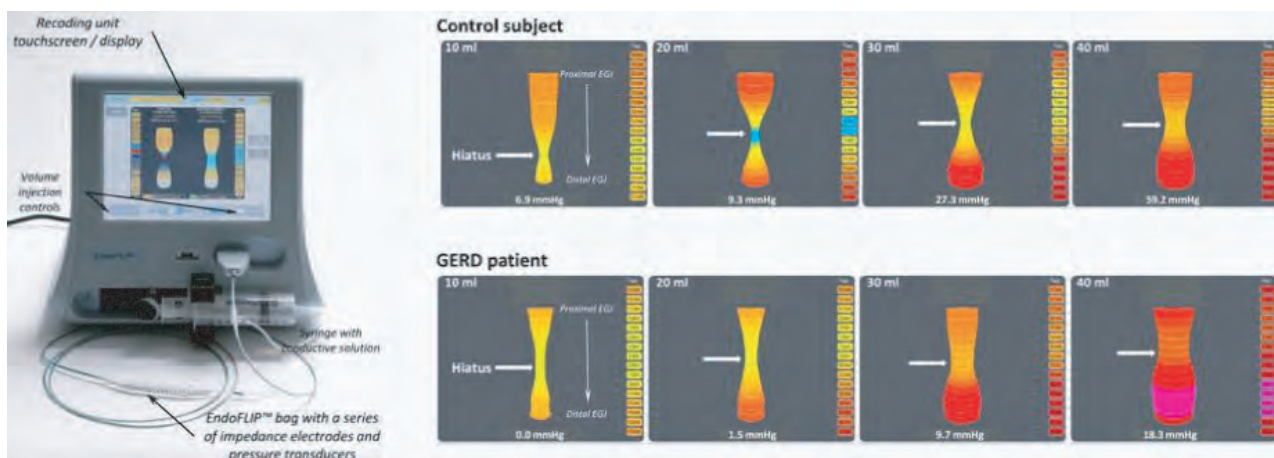 Recoding unit
touchscreen / display
Volume
injection
controls
Syringe with
conductive solution
EndoFLIP™ bag with a series
of impedance electrodes and
pressure transducers
Control subject
10 ml
Proximal EGJ
Hiatus
Distal EGJ
6.9 mmHg
20 ml
9.3 mmHg
30 ml
27.3 mmHg
40 ml
59.2 mmHg
GERD patient
10 ml
Proximal EGJ
Hiatus
Distal EGJ
0.0 mmHg
20 ml
1.5 mmHg
30 ml
9.7 mmHg
40 ml
18.3 mmHg